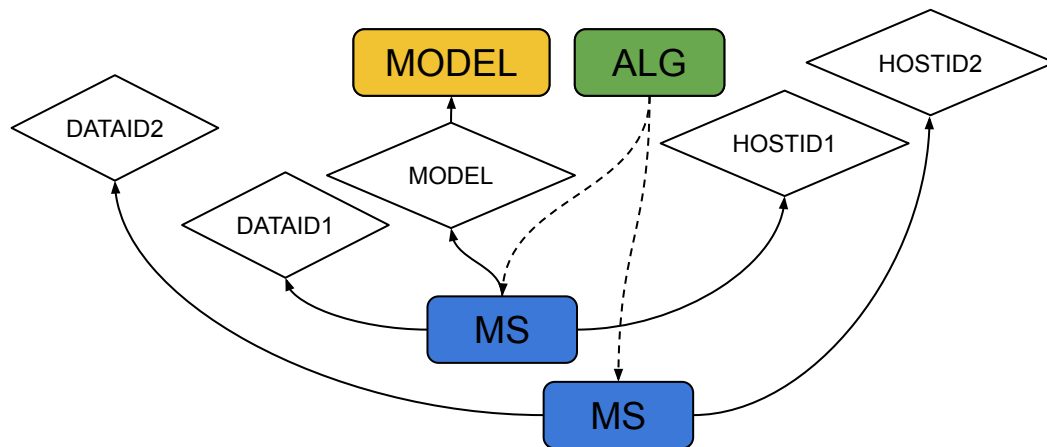 MODEL
ALG
HOSTID2
DATAID2
HOSTID1
MODEL
DATAID1
MS
MS